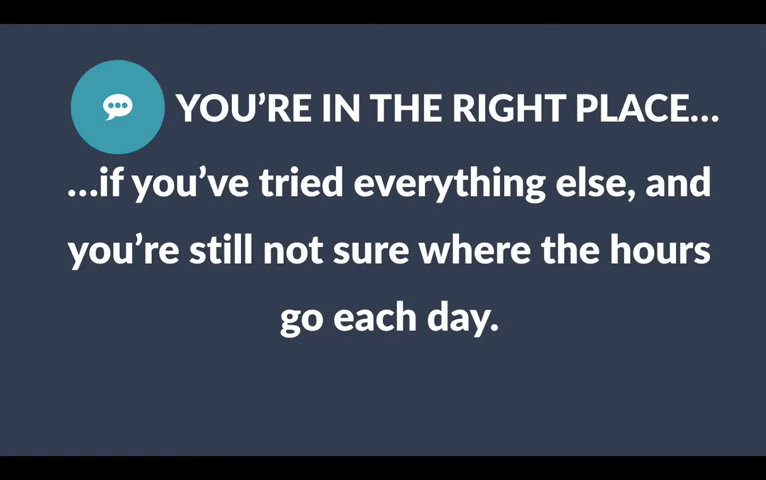 YOU’RE IN THE RIGHT PLACE…
…if you’ve tried everything else, and
you’re still not sure where the hours
go each day.